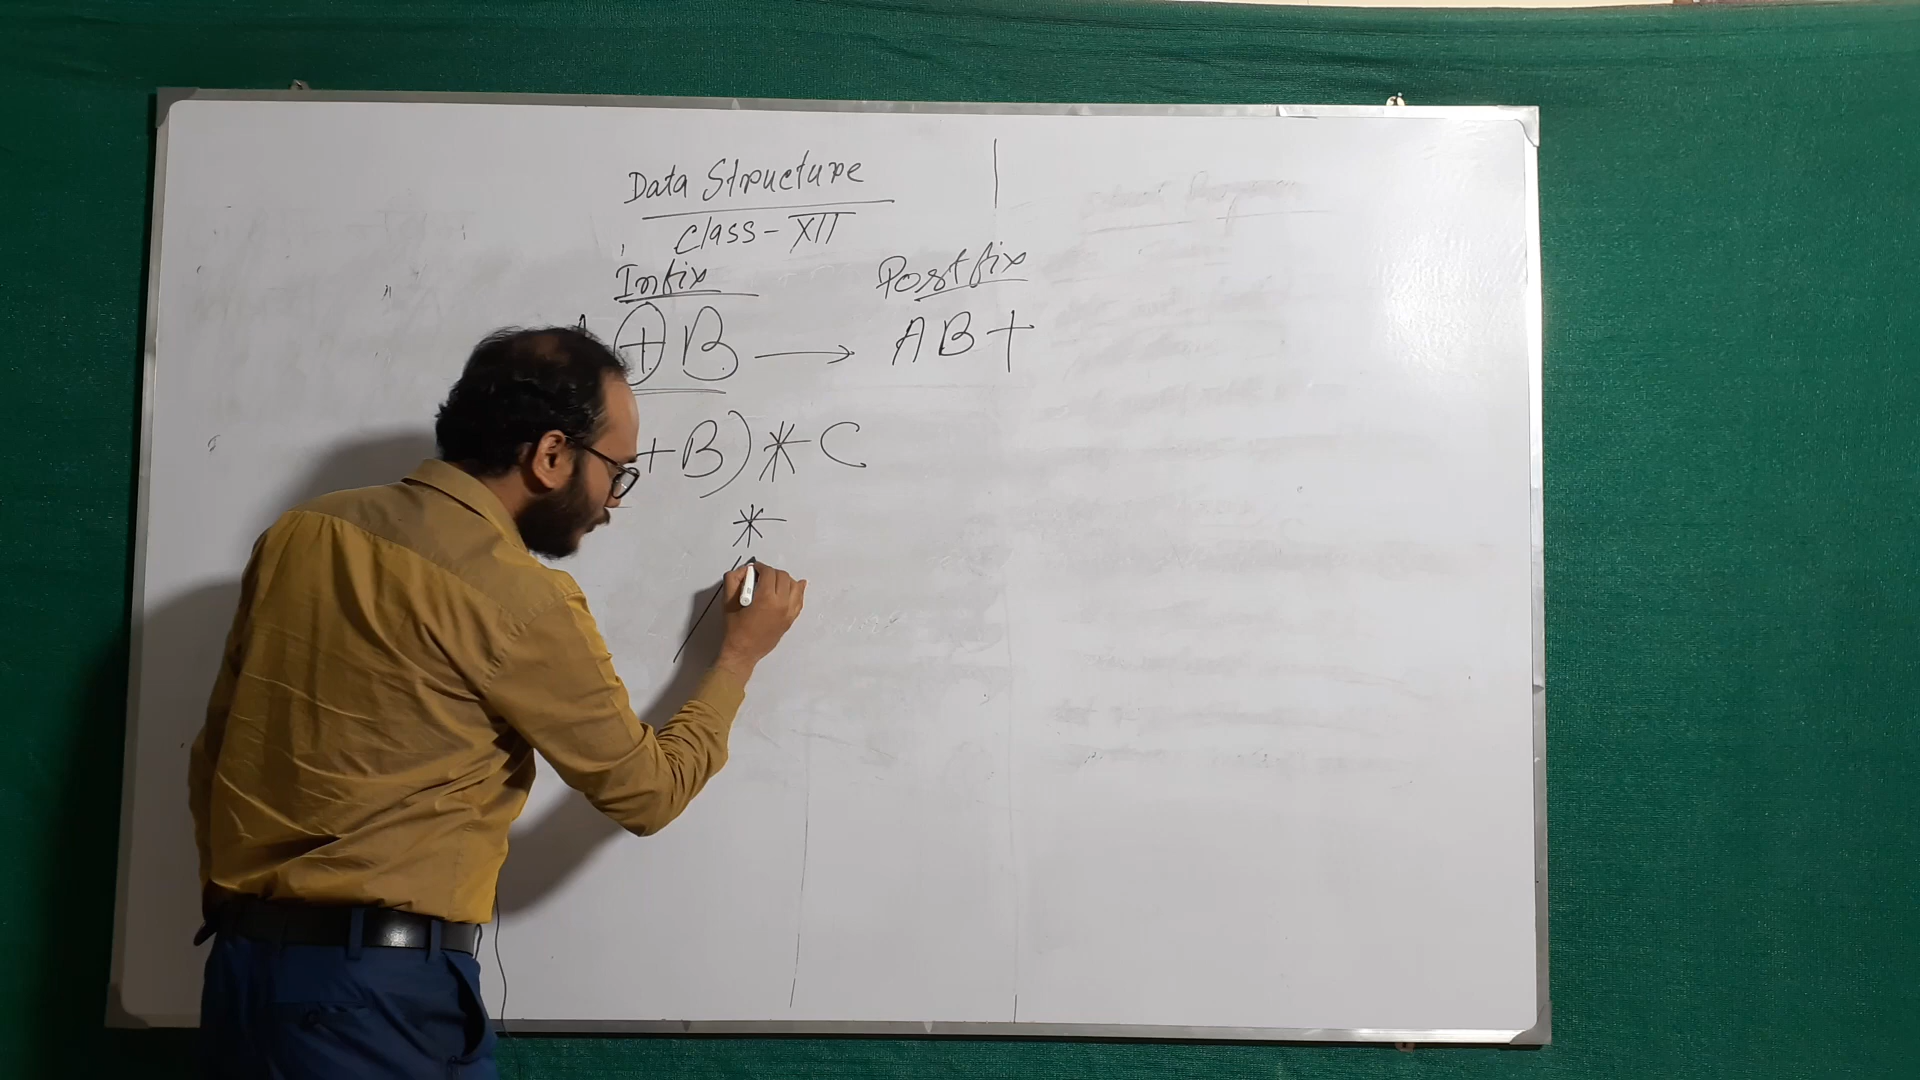 Data Structure
Class - XII
Infix Postfix
+ B → AB+
+B) * C
*